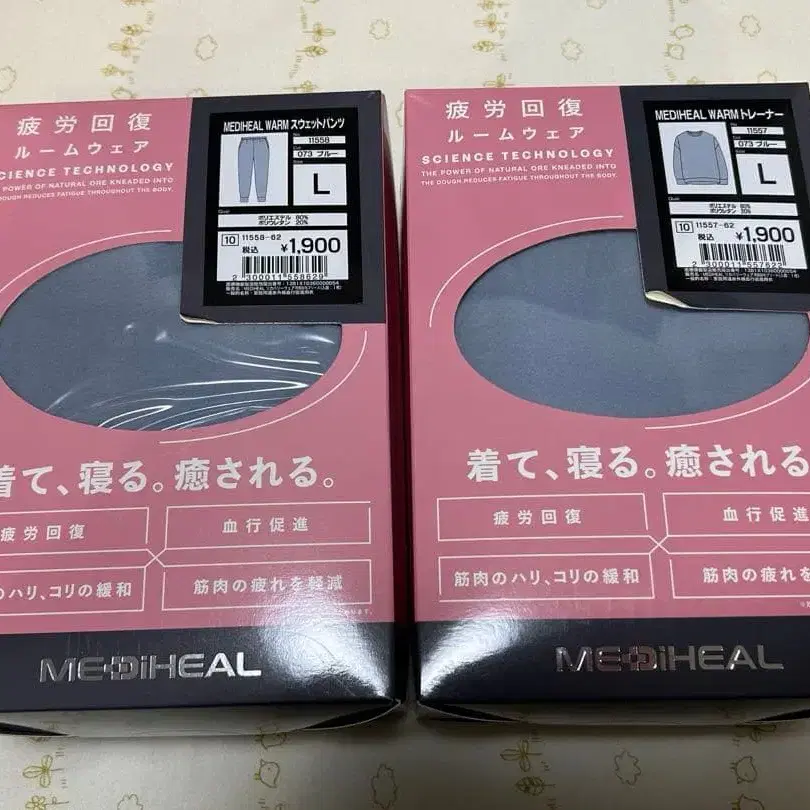 疲労回復
ルームウェア
SCIENCE TECHNOLOGY
THE POWER OF NATURAL ORE KNEADED INTO
THE DOUGH REDUCES FATIGUE THROUGHOUT THE BODY.
MEDIHEAL WARM スウェットパンツ
11558
073 ブルー
L
ポリエステル 80%
ポリウレタン 20%
10 11558-62
税込 ¥1,900
2 300011 558629
着て、寝る。癒される。
疲労回復
血行促進
のハリ、コリの緩和
筋肉の疲れを軽減
MEDiHEAL
疲労回復
ルームウェア
SCIENCE TECHNOLOGY
THE POWER OF NATURAL ORE KNEADED INTO
THE DOUGH REDUCES FATIGUE THROUGHOUT THE BODY.
MEDIHEAL WARM トレーナー
11557
073 ブルー
L
ポリエステル 80%
ポリウレタン 20%
10 11557-62
税込 ¥1,900
着て、寝る。癒される
疲労回復
血行促進
筋肉のハリ、コリの緩和
筋肉の疲れを
MEDiHEAL